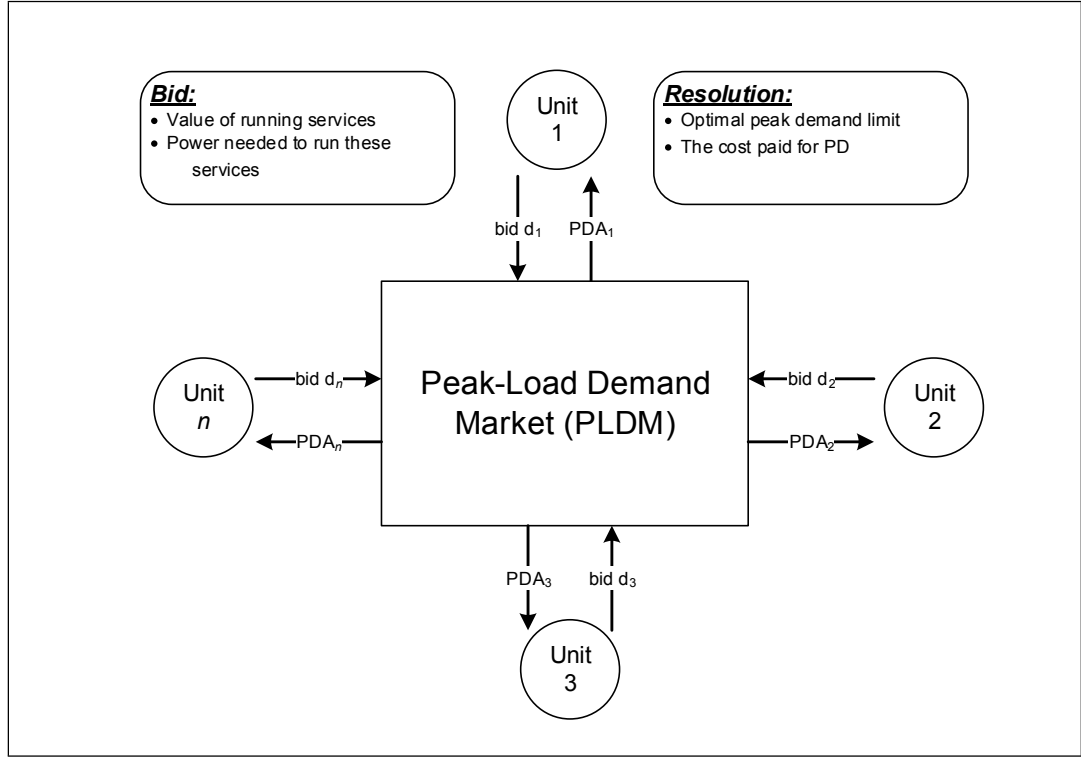 Bid:
• Value of running services
• Power needed to run these
services
Unit
1
Resolution:
• Optimal peak demand limit
• The cost paid for PD
bid d₁
PDA₁
Unit
n
bid dₙ
PDAₙ
Peak-Load Demand
Market (PLDM)
bid d₂
PDA₂
Unit
2
PDA₃
bid d₃
Unit
3